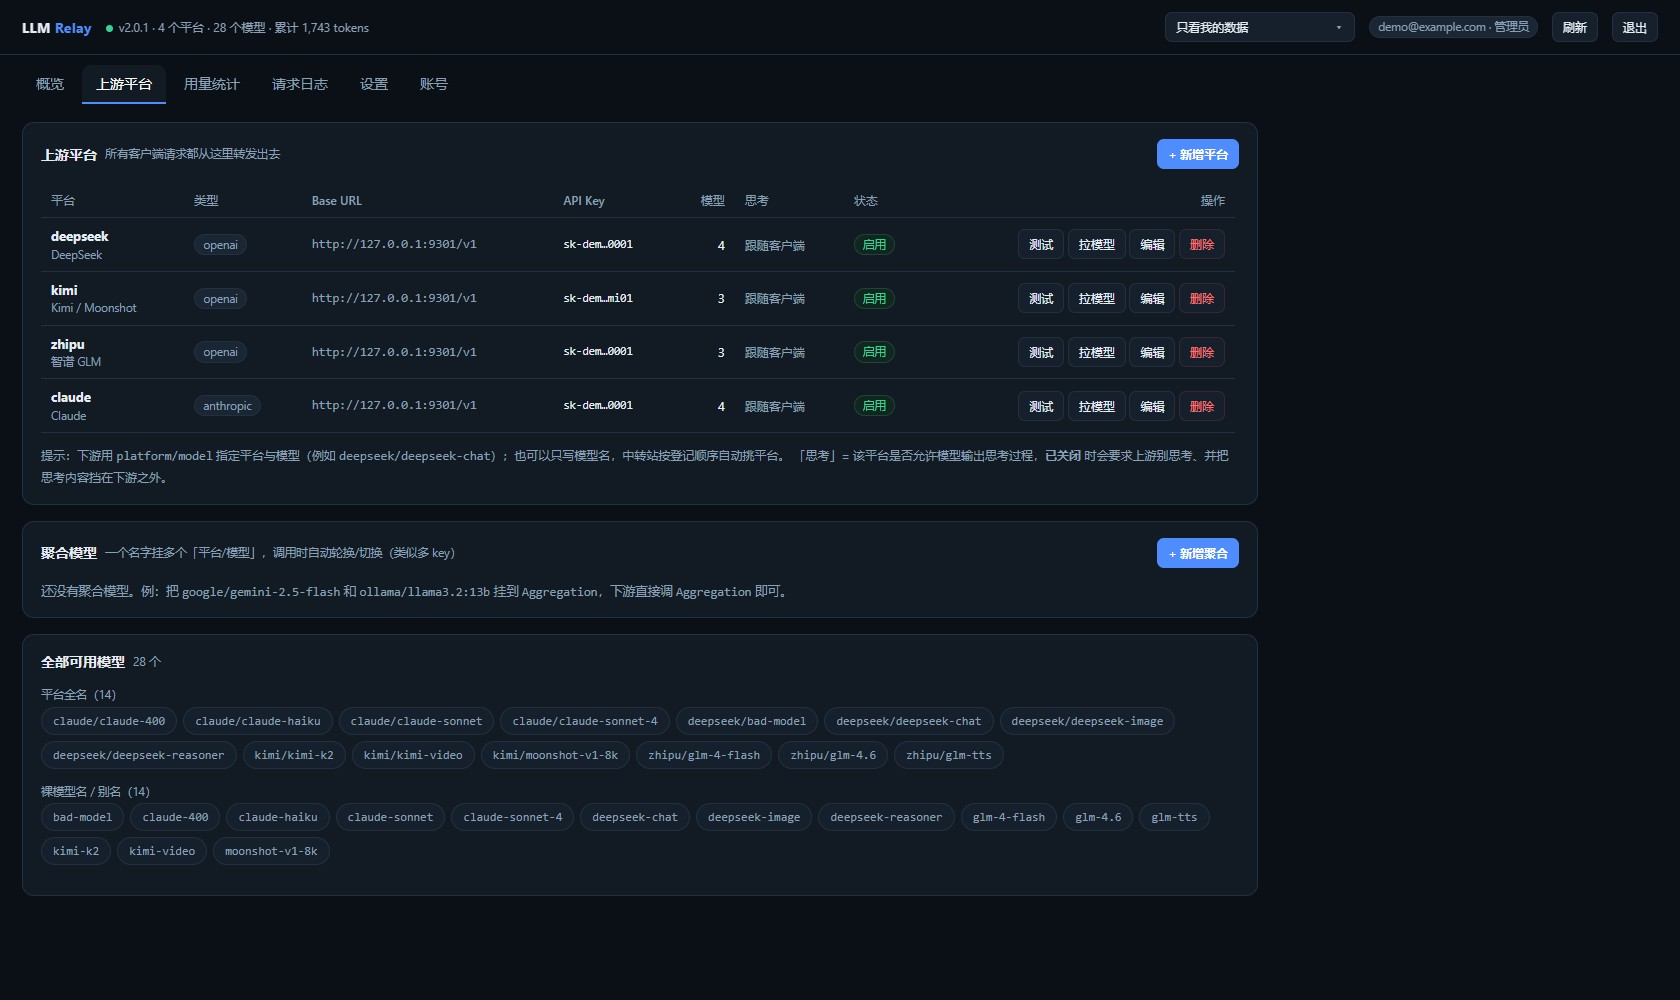 LLM Relay v2.0.1 · 4 个平台 · 28 个模型 · 累计 1,743 tokens 只看我的数据 demo@example.com · 管理员 刷新 退出
概览 上游平台 用量统计 请求日志 设置 账号
上游平台 所有客户端请求都从这里转发出去 + 新增平台
平台 类型 Base URL API Key 模型 思考 状态 操作
deepseek
DeepSeek openai http://127.0.0.1:9301/v1 sk-dem…0001 4 跟随客户端 启用 测试 拉模型 编辑 删除
kimi
Kimi / Moonshot openai http://127.0.0.1:9301/v1 sk-dem…mi01 3 跟随客户端 启用 测试 拉模型 编辑 删除
zhipu
智谱 GLM openai http://127.0.0.1:9301/v1 sk-dem…0001 3 跟随客户端 启用 测试 拉模型 编辑 删除
claude
Claude anthropic http://127.0.0.1:9301/v1 sk-dem…0001 4 跟随客户端 启用 测试 拉模型 编辑 删除
提示：下游用 platform/model 指定平台与模型（例如 deepseek/deepseek-chat）；也可以只写模型名，中转站按登记顺序自动挑平台。「思考」= 该平台是否允许模型输出思考过程，已关闭 时会要求上游别思考、并把
思考内容挡在下游之外。
聚合模型 一个名字挂多个「平台/模型」，调用时自动轮换/切换（类似多 key） + 新增聚合
还没有聚合模型。例：把 google/gemini-2.5-flash 和 ollama/llama3.2:13b 挂到 Aggregation，下游直接调 Aggregation 即可。
全部可用模型 28 个
平台全名（14）
claude/claude-400 claude/claude-haiku claude/claude-sonnet claude/claude-sonnet-4 deepseek/bad-model deepseek/deepseek-chat deepseek/deepseek-image
deepseek/deepseek-reasoner kimi/kimi-k2 kimi/kimi-video kimi/moonshot-v1-8k zhipu/glm-4-flash zhipu/glm-4.6 zhipu/glm-tts
裸模型名 / 别名（14）
bad-model claude-400 claude-haiku claude-sonnet claude-sonnet-4 deepseek-chat deepseek-image deepseek-reasoner glm-4-flash glm-4.6 glm-tts
kimi-k2 kimi-video moonshot-v1-8k